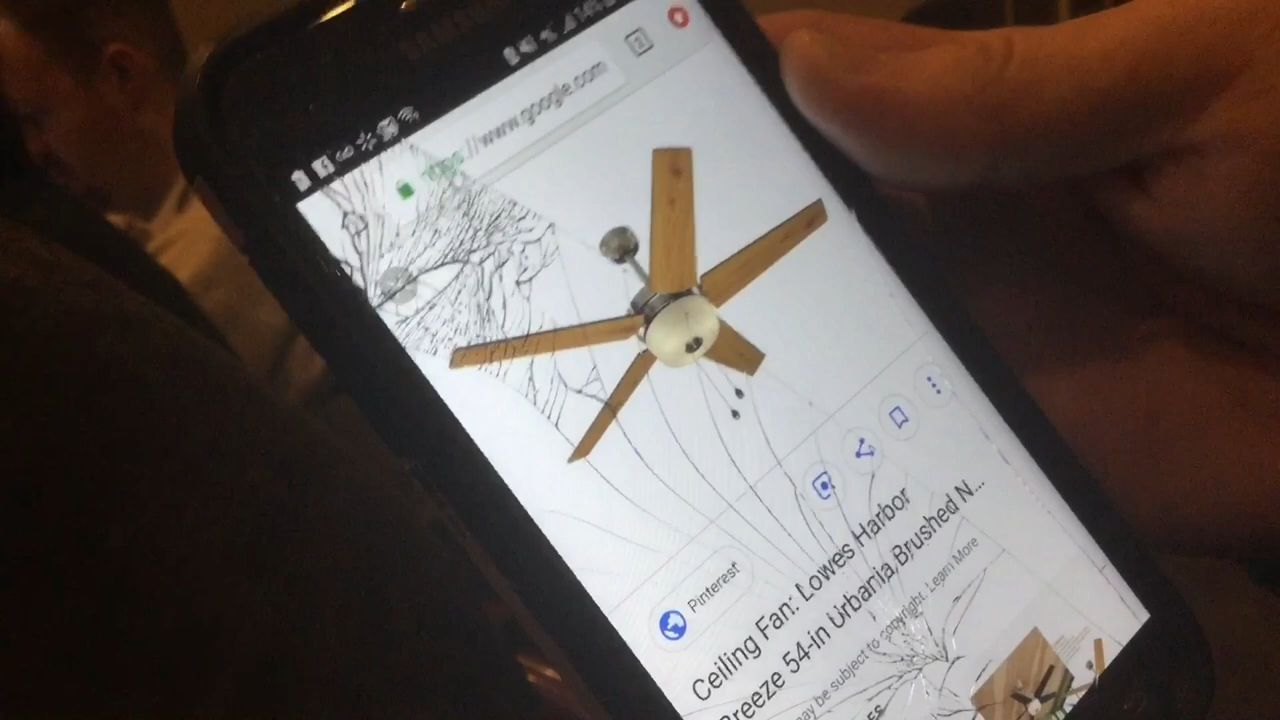 SAMSUNG
https://www.google.com
Pinterest
Ceiling Fan: Lowes Harbor
Breeze 54-in Urbania Brushed N...
may be subject to copyright. Learn More